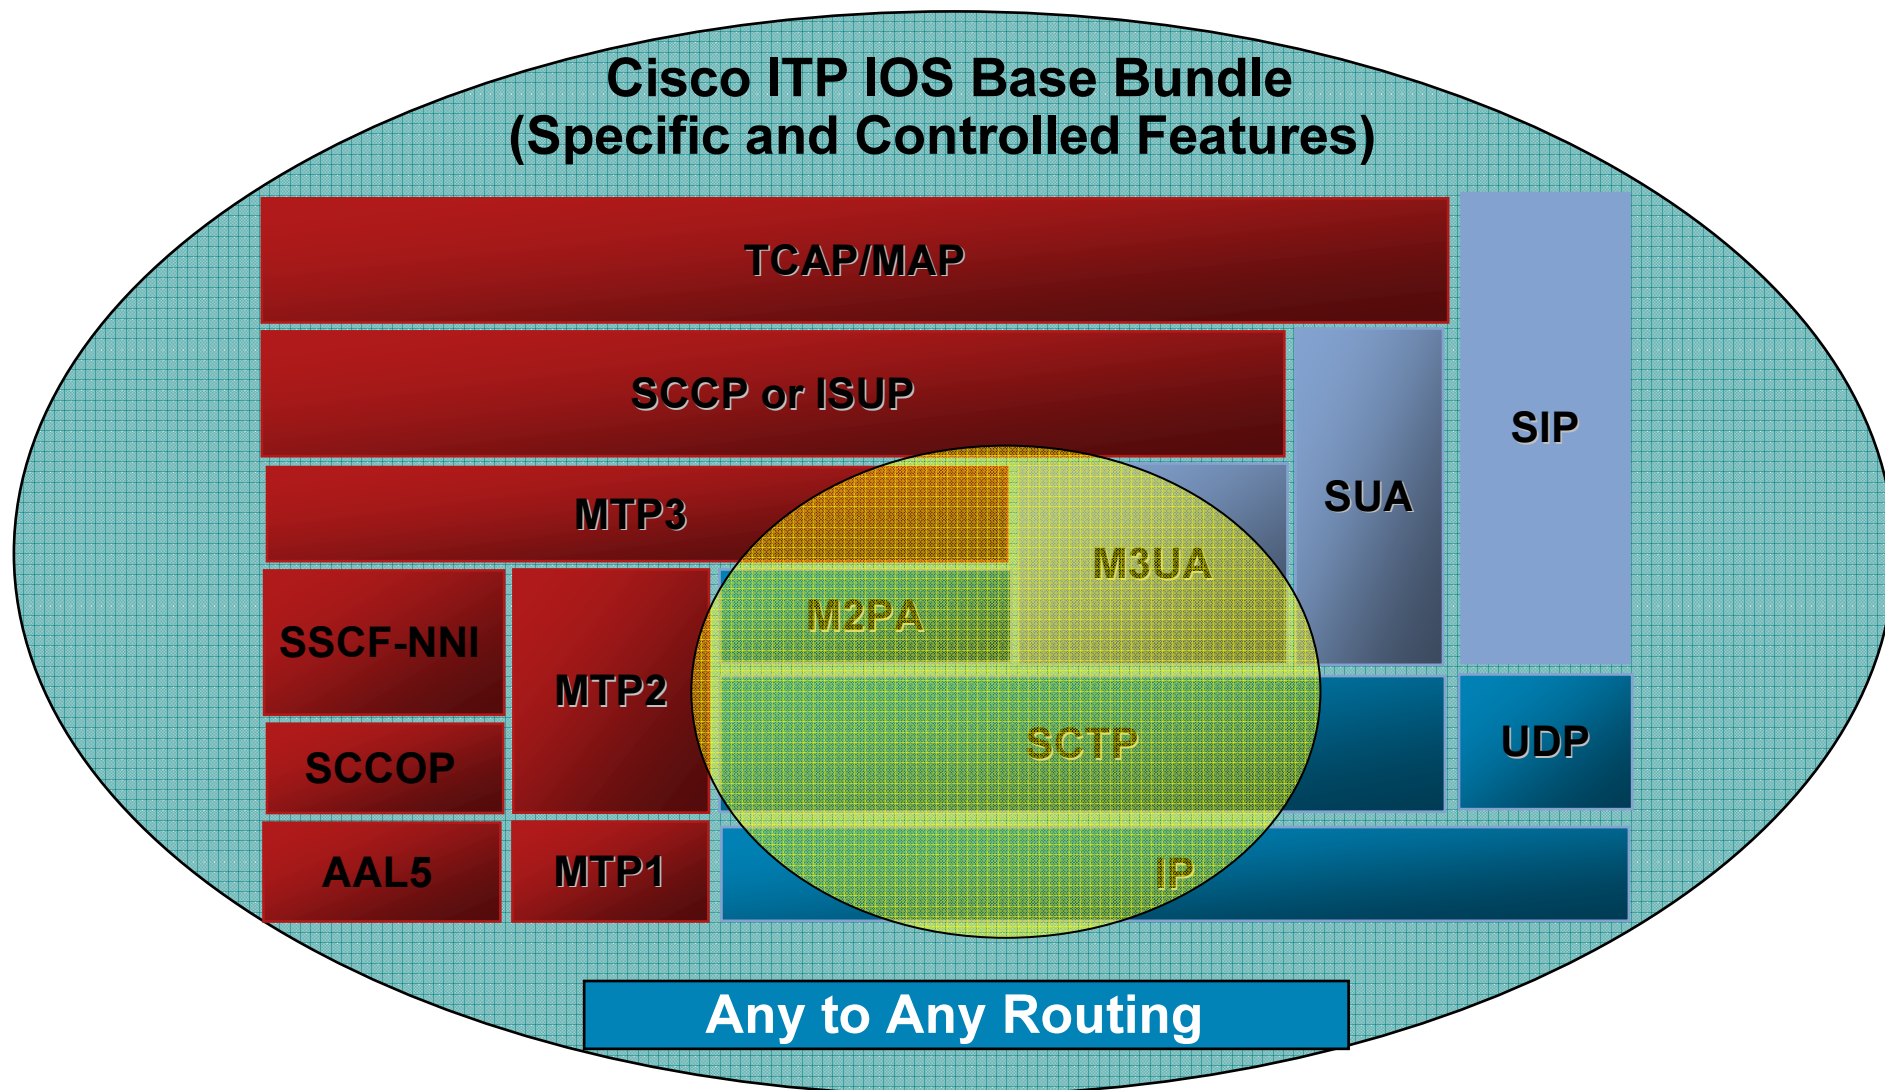 Cisco ITP IOS Base Bundle
(Specific and Controlled Features)
TCAP/MAP
SCCP or ISUP
SIP
SUA
MTP3
M3UA
M2PA
SSCF-NNI
MTP2
SCTP
UDP
SCCOP
AAL5
MTP1
IP
Any to Any Routing